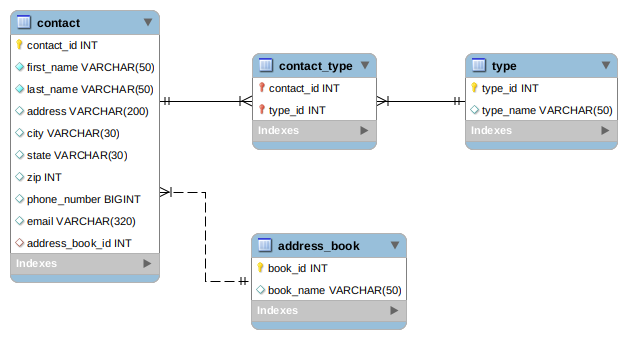 contact
contact_id INT
first_name VARCHAR(50)
last_name VARCHAR(50)
address VARCHAR(200)
city VARCHAR(30)
state VARCHAR(30)
zip INT
phone_number BIGINT
email VARCHAR(320)
address_book_id INT
Indexes
contact_type
contact_id INT
type_id INT
Indexes
type
type_id INT
type_name VARCHAR(50)
Indexes
address_book
book_id INT
book_name VARCHAR(50)
Indexes